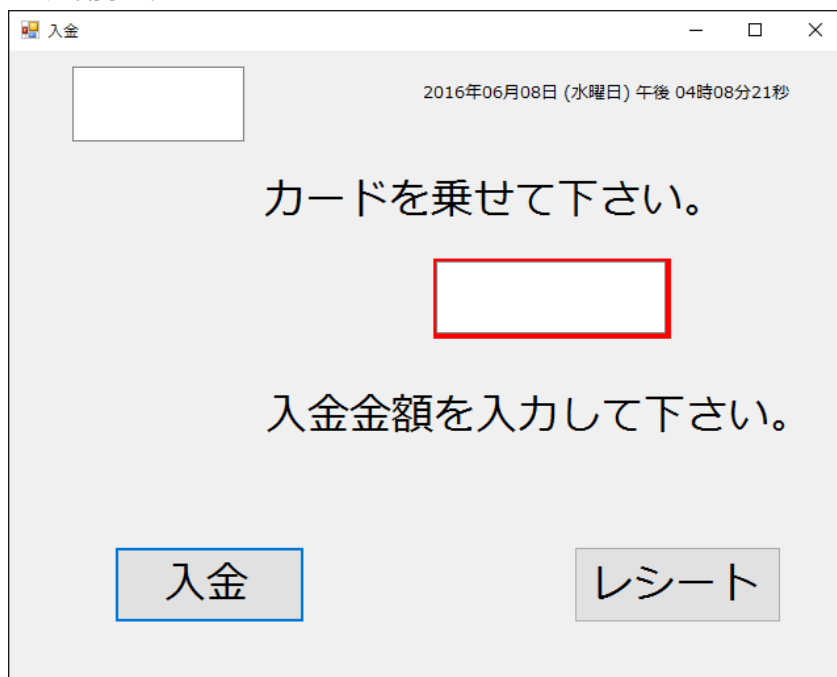 入金
2016年06月08日 (水曜日) 午後 04時08分21秒
カードを乗せて下さい。
入金金額を入力して下さい。
入金
レシート